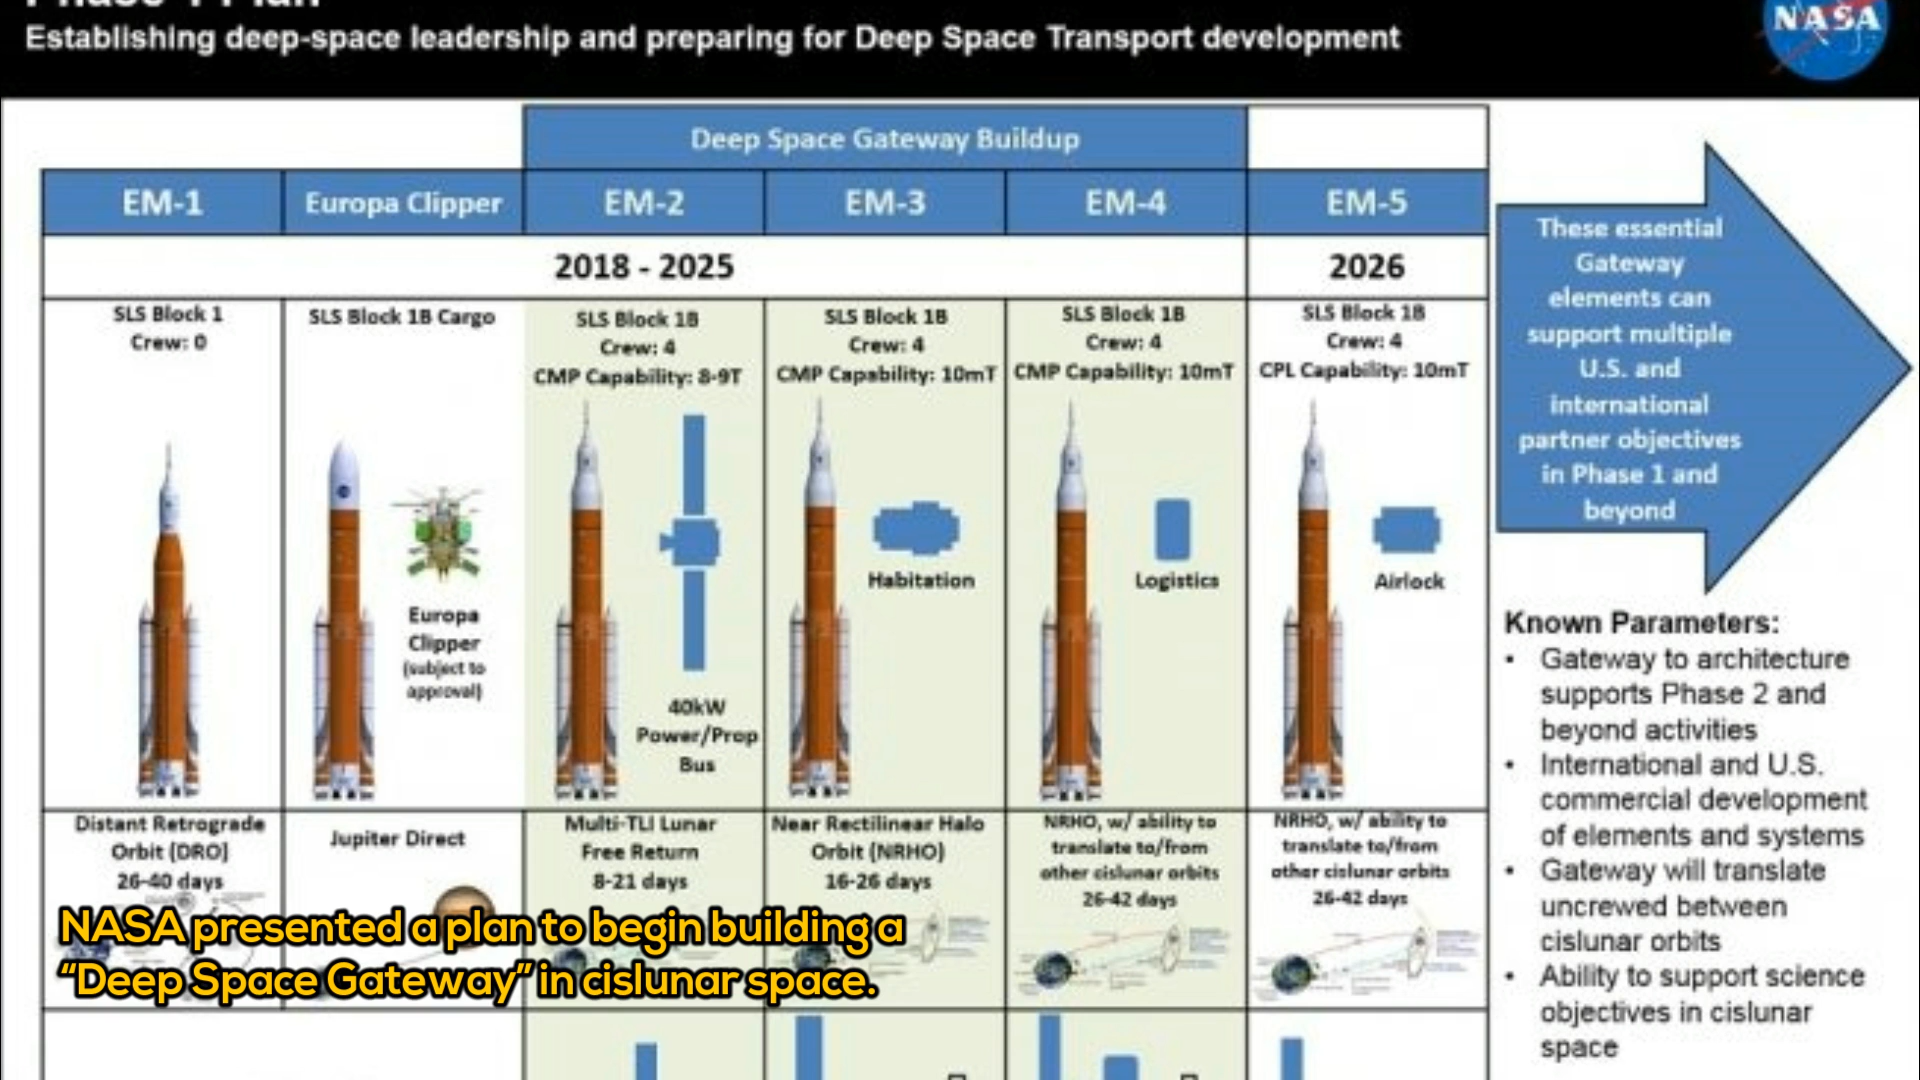 Phase 1 Plan
Establishing deep-space leadership and preparing for Deep Space Transport development
NASA
Deep Space Gateway Buildup
EM-1
Europa Clipper
EM-2
EM-3
EM-4
EM-5
2018 - 2025
2026
SLS Block 1
Crew: 0
SLS Block 1B Cargo
SLS Block 1B
Crew: 4
CMP Capability: 8-9T
SLS Block 1B
Crew: 4
CMP Capability: 10mT
SLS Block 1B
Crew: 4
CMP Capability: 10mT
SLS Block 1B
Crew: 4
CPL Capability: 10mT
Europa
Clipper
(subject to
approval)
40kW
Power/Prop
Bus
Habitation
Logistics
Airlock
Distant Retrograde
Orbit (DRO)
26-40 days
Jupiter Direct
Multi-TLI Lunar
Free Return
8-21 days
Near Rectilinear Halo
Orbit (NRHO)
16-26 days
NRHO, w/ ability to
translate to/from
other cislunar orbits
26-42 days
NRHO, w/ ability to
translate to/from
other cislunar orbits
26-42 days
These essential
Gateway
elements can
support multiple
U.S. and
international
partner objectives
in Phase 1 and
beyond
Known Parameters:
• Gateway to architecture
supports Phase 2 and
beyond activities
• International and U.S.
commercial development
of elements and systems
• Gateway will translate
uncrewed between
cislunar orbits
• Ability to support science
objectives in cislunar
space
NASA presented a plan to begin building a
“Deep Space Gateway” in cislunar space.